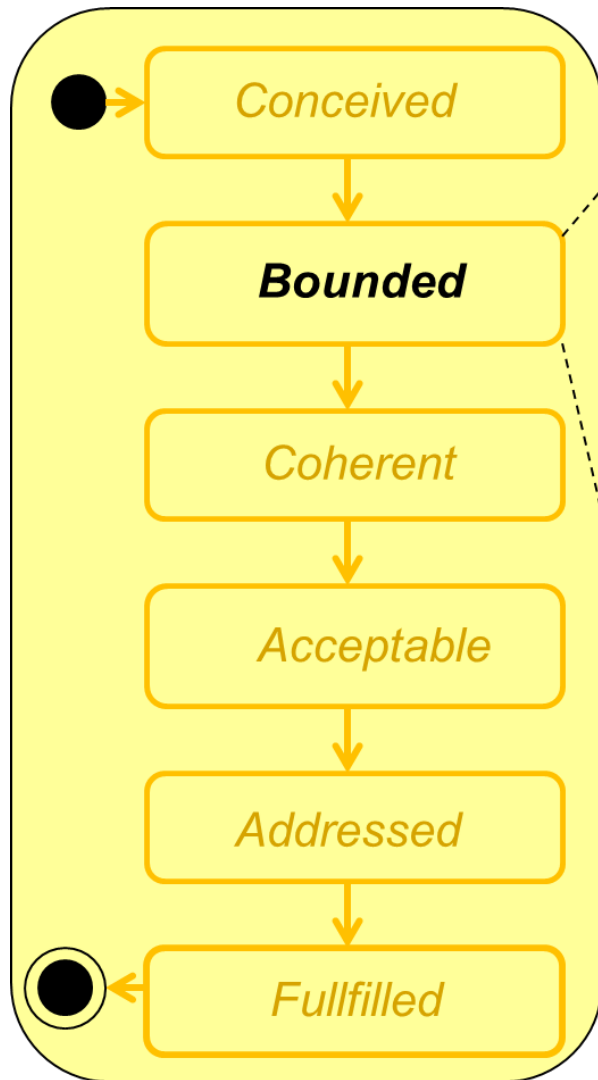 Conceived
Bounded
Coherent
Acceptable
Addressed
Fullfilled